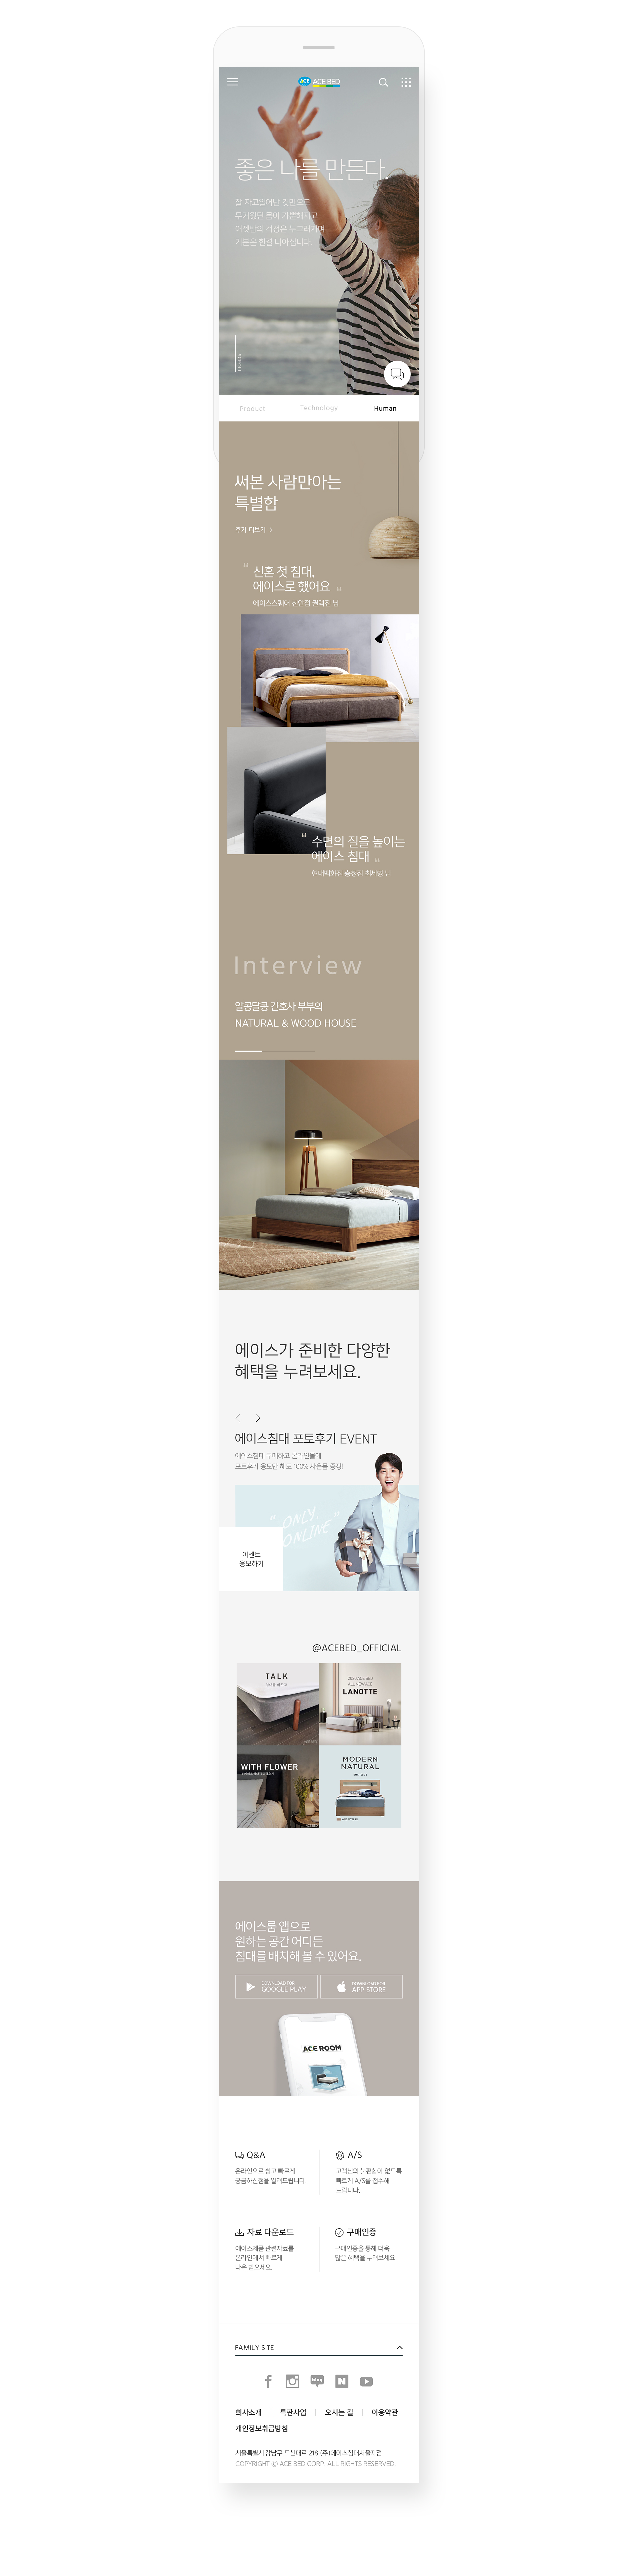 ACE ACE BED
좋은 나를 만든다.
잘 자고일어난 것만으로
무거웠던 몸이 가뿐해지고
어젯밤의 걱정은 누그러지며
기분은 한결 나아집니다.
SCROLL
Product Technology Human
써본 사람만아는
특별함
후기 더보기 >
“ 신혼 첫 침대,
에이스로 했어요 „
에이스스퀘어 천안점 권덕진 님
“ 수면의 질을 높이는
에이스 침대 „
현대백화점 충청점 최세형 님
Interview
알콩달콩 간호사 부부의
NATURAL & WOOD HOUSE
에이스가 준비한 다양한
혜택을 누려보세요.
에이스침대 포토후기 EVENT
에이스침대 구매하고 온라인몰에
포토후기 응모만 해도 100% 사은품 증정!
“ ONLY,
ONLINE ”
이벤트
응모하기
@ACEBED_OFFICIAL
TALK
2020 ACE BED
ALL NEW ACE
LANOTTE
WITH FLOWER
MODERN
NATURAL
에이스룸 앱으로
원하는 공간 어디든
침대를 배치해 볼 수 있어요.
DOWNLOAD FOR
GOOGLE PLAY
DOWNLOAD FOR
APP STORE
ACE ROOM
Q&A
온라인으로 쉽고 빠르게
궁금하신점을 알려드립니다.
A/S
고객님의 불편함이 없도록
빠르게 A/S를 접수해
드립니다.
자료 다운로드
에이스제품 관련자료를
온라인에서 빠르게
다운 받으세요.
구매인증
구매인증을 통해 더욱
많은 혜택을 누려보세요.
FAMILY SITE
blog
N
회사소개 특판사업 오시는 길 이용약관
개인정보취급방침
서울특별시 강남구 도산대로 218 (주)에이스침대서울지점
COPYRIGHT © ACE BED CORP. ALL RIGHTS RESERVED.